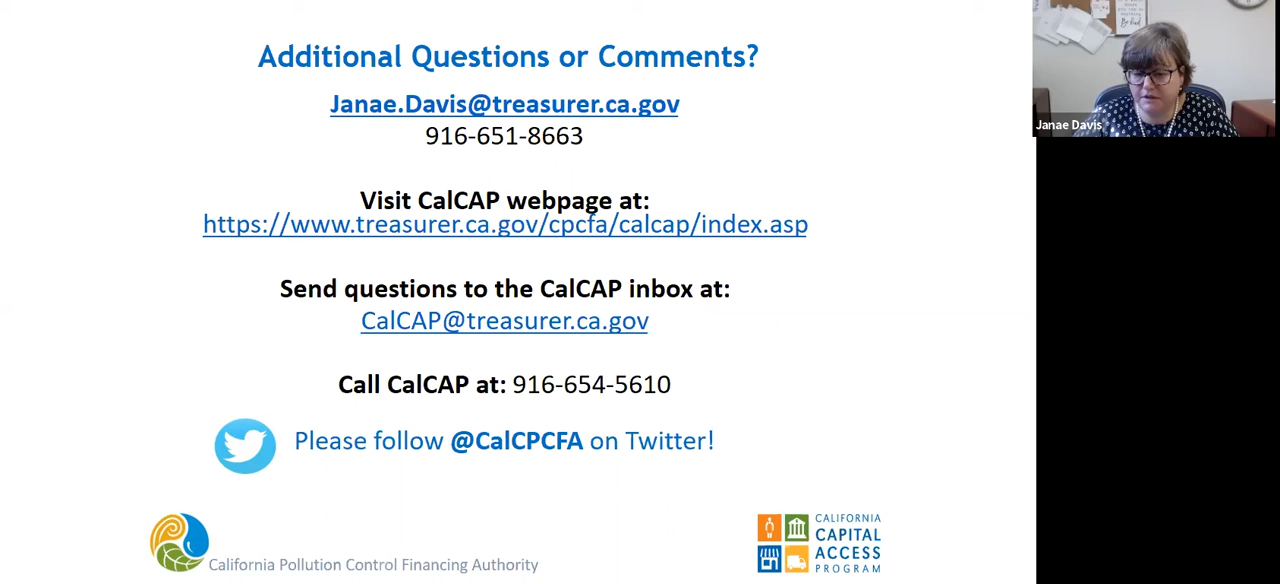 Additional Questions or Comments?
Janae.Davis@treasurer.ca.gov
916-651-8663
Visit CalCAP webpage at:
https://www.treasurer.ca.gov/cpcfa/calcap/index.asp
Send questions to the CalCAP inbox at:
CalCAP@treasurer.ca.gov
Call CalCAP at: 916-654-5610
Please follow @CalCPCFA on Twitter!
California Pollution Control Financing Authority
CALIFORNIA
CAPITAL
ACCESS
PROGRAM
Janae Davis